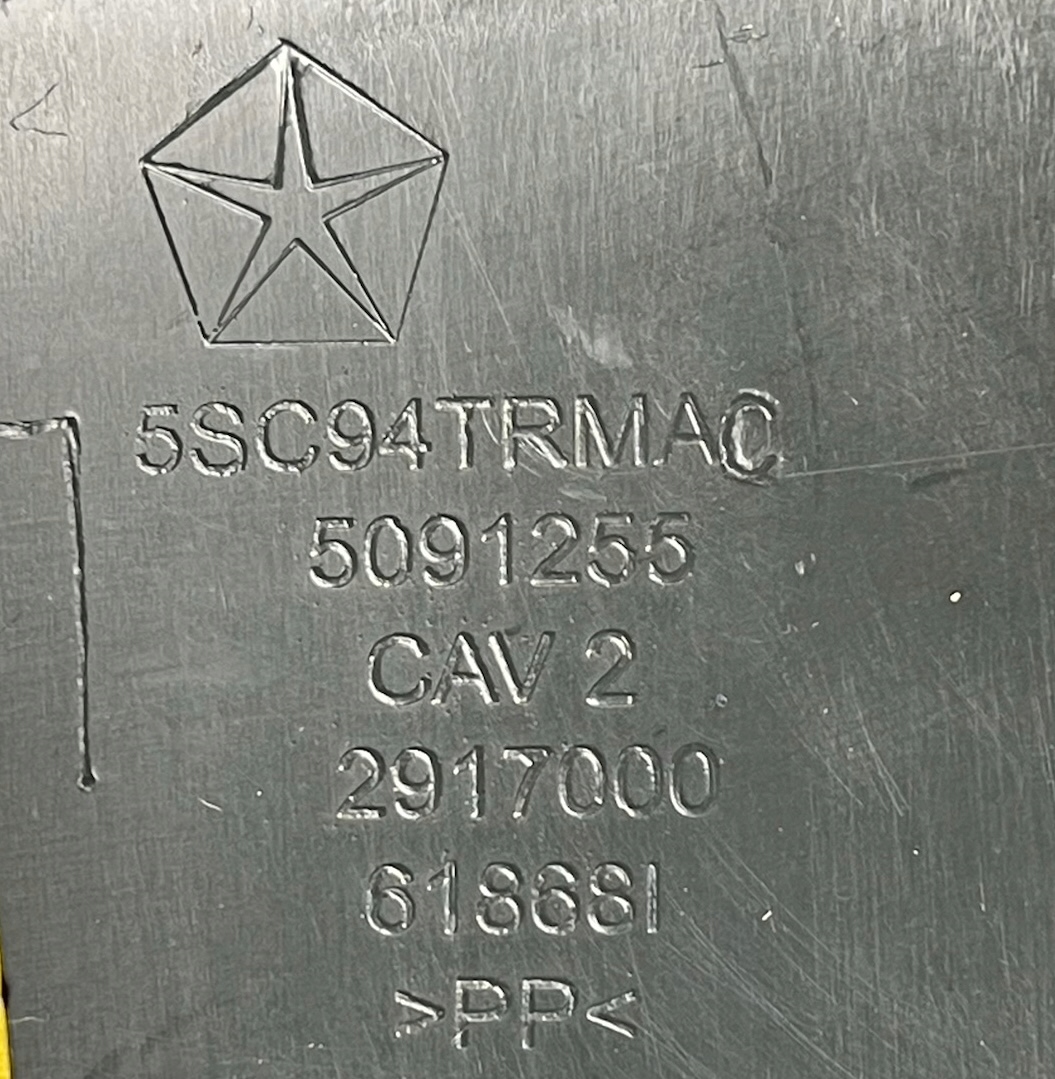 5SC94TRMAC
5091255
CAV 2
2917000
61868I
>PP<